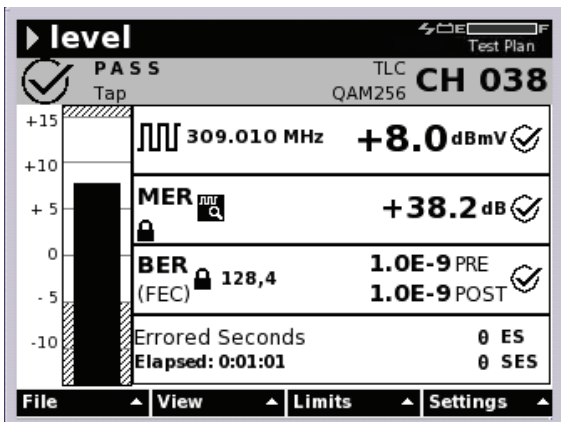 level
E F
Test Plan
PASS
Tap
TLC
QAM256
CH 038
+15
+10
+ 5
0
- 5
-10
309.010 MHz +8.0 dBmV
MER +38.2 dB
BER 128,4 1.0E-9 PRE
(FEC) 1.0E-9 POST
Errored Seconds 0 ES
Elapsed: 0:01:01 0 SES
File View Limits Settings